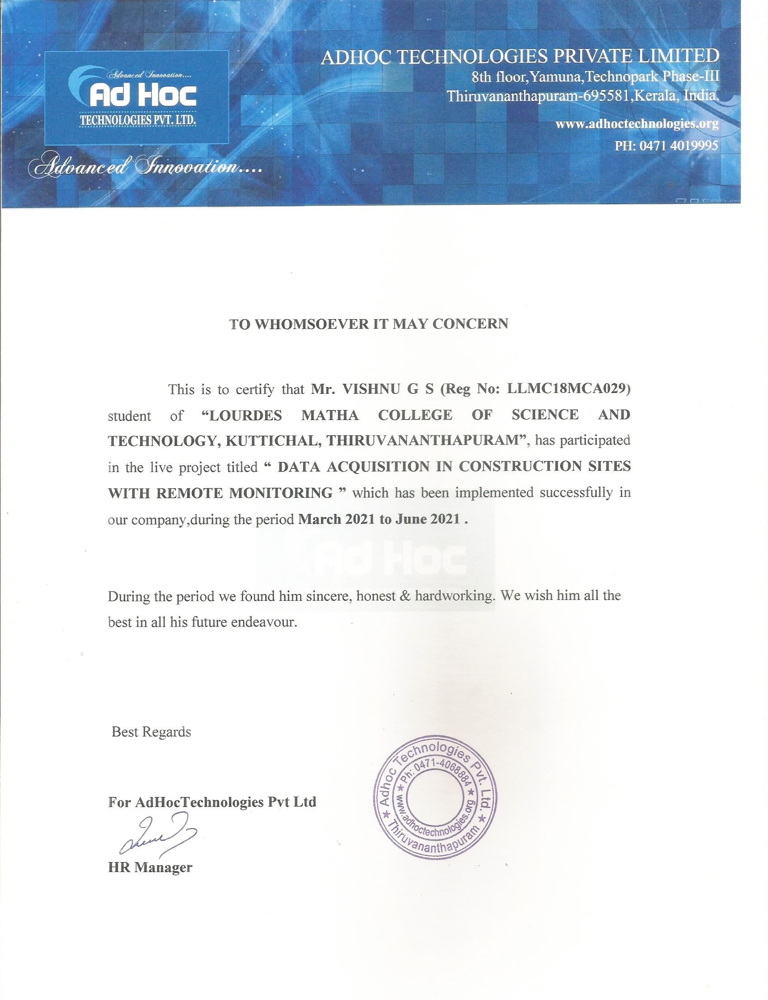 Advanced Innovation....
Ad Hoc
TECHNOLOGIES PVT. LTD.
Advanced Innovation....
ADHOC TECHNOLOGIES PRIVATE LIMITED
8th floor,Yamuna,Technopark Phase-III
Thiruvananthapuram-695581,Kerala, India.
www.adhoctechnologies.org
PH: 0471 4019995
TO WHOMSOEVER IT MAY CONCERN
This is to certify that Mr. VISHNU G S (Reg No: LLMC18MCA029)
student of “LOURDES MATHA COLLEGE OF SCIENCE AND
TECHNOLOGY, KUTTICHAL, THIRUVANANTHAPURAM”, has participated
in the live project titled “ DATA ACQUISITION IN CONSTRUCTION SITES
WITH REMOTE MONITORING ” which has been implemented successfully in
our company,during the period March 2021 to June 2021 .
Ad Hoc
During the period we found him sincere, honest & hardworking. We wish him all the
best in all his future endeavour.
Best Regards
For AdHocTechnologies Pvt Ltd
HR Manager
Adhoc Technologies Pvt. Ltd.
★ Thiruvananthapuram ★
★ Ph: 0471-4068884 ★
www.adhoctechnologies.org